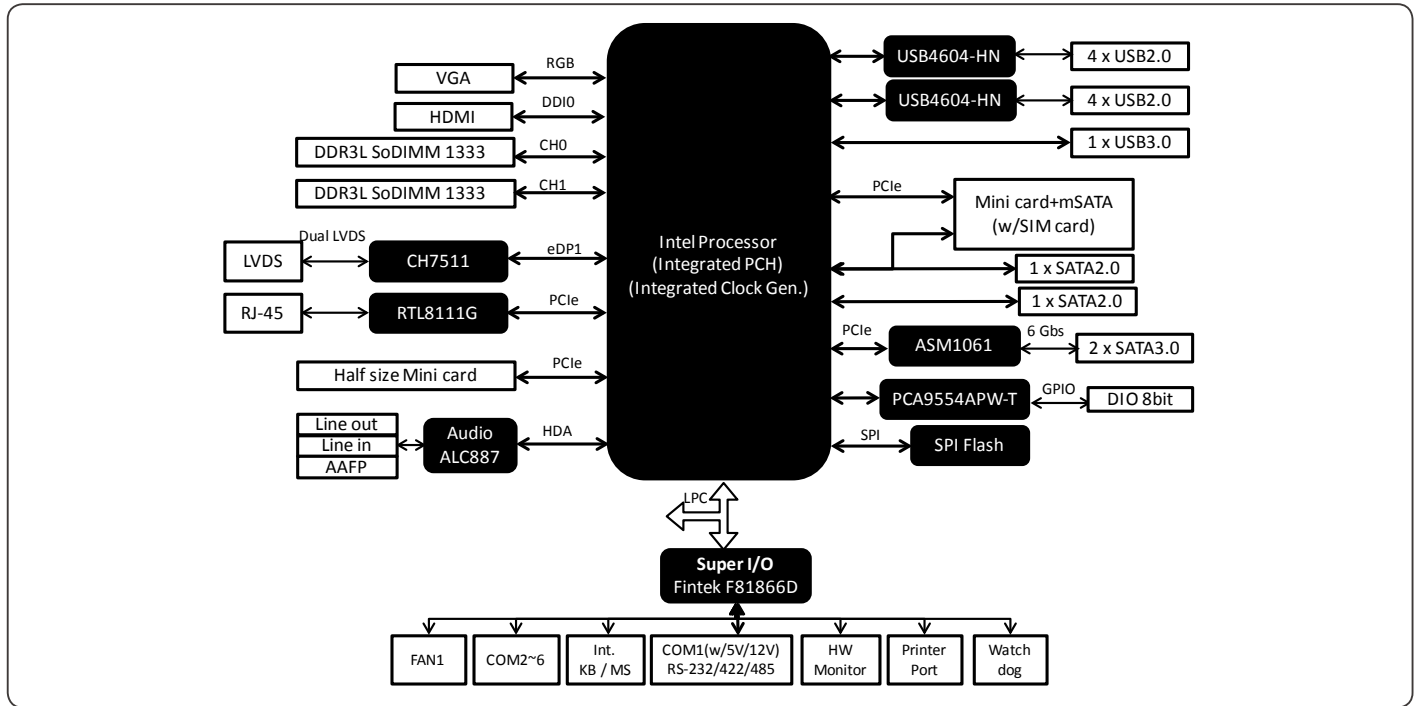 VGA
RGB
HDMI
DDI0
DDR3L SoDIMM 1333
CH0
DDR3L SoDIMM 1333
CH1
LVDS
Dual LVDS
CH7511
eDP1
RJ-45
RTL8111G
PCIe
Half size Mini card
PCIe
Line out
Line in
AAFP
Audio
ALC887
HDA
Intel Processor
(Integrated PCH)
(Integrated Clock Gen.)
USB4604-HN
4 x USB2.0
USB4604-HN
4 x USB2.0
1 x USB3.0
PCIe
Mini card+mSATA
(w/SIM card)
1 x SATA2.0
1 x SATA2.0
PCIe
ASM1061
6 Gbs
2 x SATA3.0
PCA9554APW-T
GPIO
DIO 8bit
SPI
SPI Flash
LPC
Super I/O
Fintek F81866D
FAN1
COM2~6
Int.
KB / MS
COM1(w/5V/12V)
RS-232/422/485
HW
Monitor
Printer
Port
Watch
dog